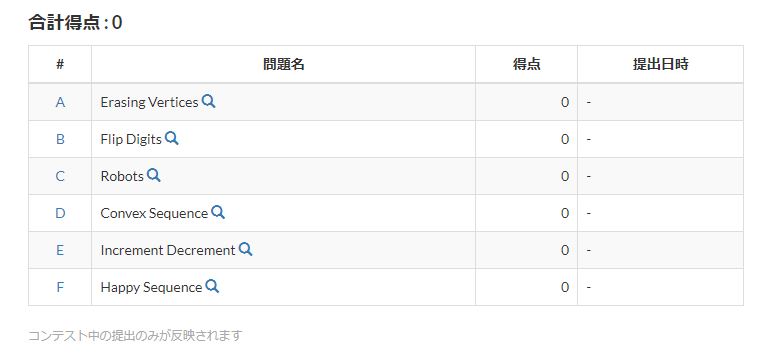 合計得点 : 0
# 問題名 得点 提出日時
A Erasing Vertices 0 -
B Flip Digits 0 -
C Robots 0 -
D Convex Sequence 0 -
E Increment Decrement 0 -
F Happy Sequence 0 -
コンテスト中の提出のみが反映されます